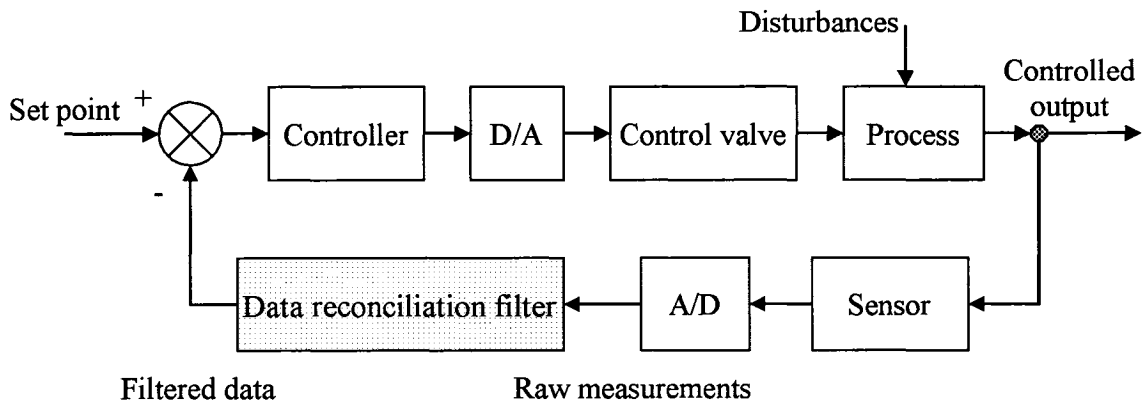 Disturbances
Controlled
output
Set point
+
Controller
D/A
Control valve
Process
-
Data reconciliation filter
A/D
Sensor
Filtered data
Raw measurements